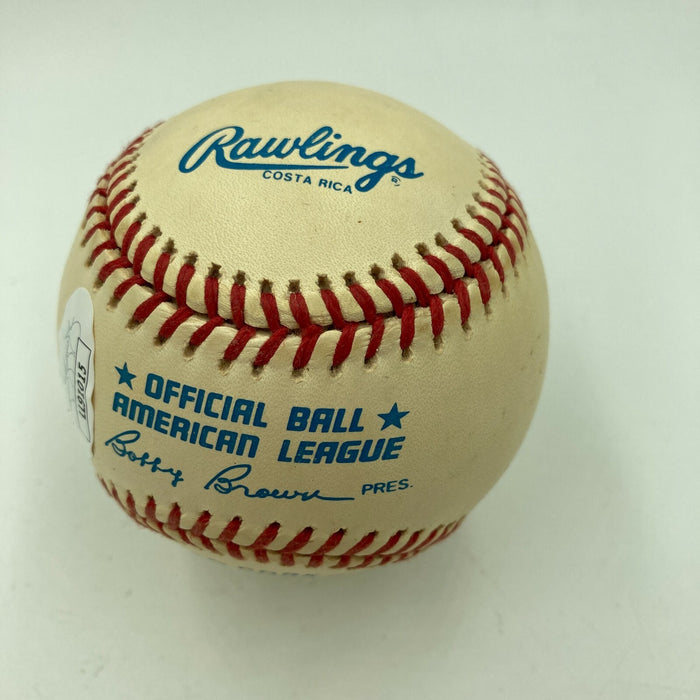 Rawlings
COSTA RICA
★ OFFICIAL BALL ★
AMERICAN LEAGUE
Bobby Brown PRES.